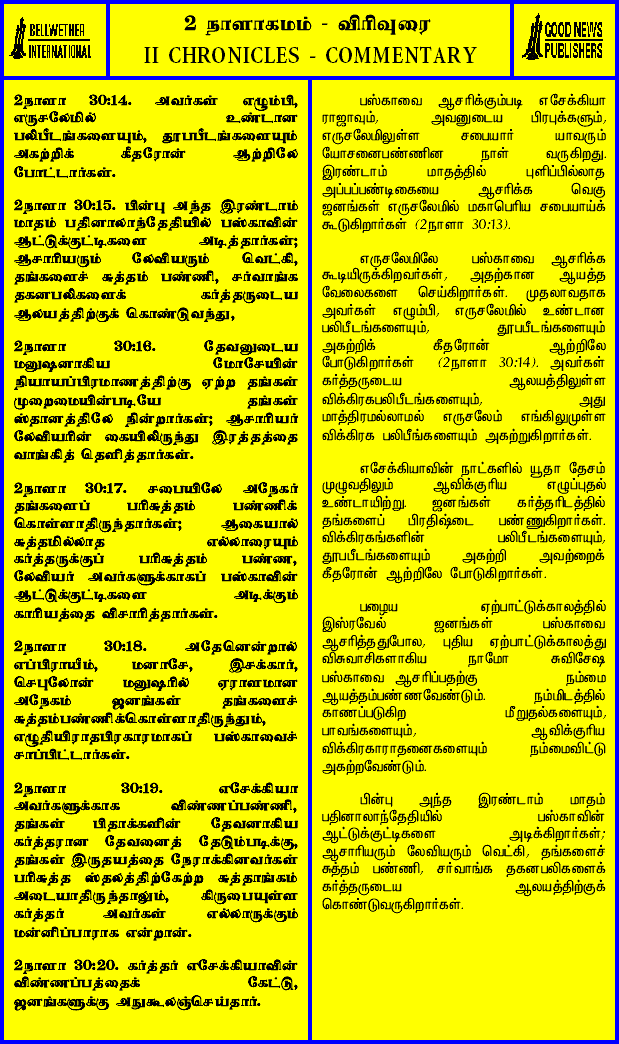 BELLWETHER
INTERNATIONAL
2 நாளாகமம் - விரிவுரை
II CHRONICLES - COMMENTARY
GOOD NEWS
PUBLISHERS
2நாளா 30:14. அவர்கள் எழும்பி,
எருசலேமில் உண்டான
பலிபீடங்களையும், தூபபீடங்களையும்
அகற்றிக் கீதரோன் ஆற்றிலே
போட்டார்கள்.
2நாளா 30:15. பின்பு அந்த இரண்டாம்
மாதம் பதினாலாந்தேதியில் பஸ்காவின்
ஆட்டுக்குட்டிகளை அடித்தார்கள்;
ஆசாரியரும் லேவியரும் வெட்கி,
தங்களைச் சுத்தம் பண்ணி, சர்வாங்க
தகனபலிகளைக் கர்த்தருடைய
ஆலயத்திற்குக் கொண்டுவந்து,
2நாளா 30:16. தேவனுடைய
மனுஷனாகிய மோசேயின்
நியாயப்பிரமாணத்திற்கு ஏற்ற தங்கள்
முறைமையின்படியே தங்கள்
ஸ்தானத்திலே நின்றார்கள்; ஆசாரியர்
லேவியரின் கையிலிருந்து இரத்தத்தை
வாங்கித் தெளித்தார்கள்.
2நாளா 30:17. சபையிலே அநேகர்
தங்களைப் பரிசுத்தம் பண்ணிக்
கொள்ளாதிருந்தார்கள்; ஆகையால்
சுத்தமில்லாத எல்லாரையும்
கர்த்தருக்குப் பரிசுத்தம் பண்ண,
லேவியர் அவர்களுக்காகப் பஸ்காவின்
ஆட்டுக்குட்டிகளை அடிக்கும்
காரியத்தை விசாரித்தார்கள்.
2நாளா 30:18. அதேனென்றால்
எப்பிராயீம், மனாசே, இசக்கார்,
செபுலோன் மனுஷரில் ஏராளமான
அநேகம் ஜனங்கள் தங்களைச்
சுத்தம்பண்ணிக்கொள்ளாதிருந்தும்,
எழுதியிராதபிரகாரமாகப் பஸ்காவைச்
சாப்பிட்டார்கள்.
2நாளா 30:19. எசேக்கியா
அவர்களுக்காக விண்ணப்பண்ணி,
தங்கள் பிதாக்களின் தேவனாகிய
கர்த்தரான தேவனைத் தேடும்படிக்கு,
தங்கள் இருதயத்தை நேராக்கினவர்கள்
பரிசுத்த ஸ்தலத்திற்கேற்ற சுத்தாங்கம்
அடையாதிருந்தாலும், கிருபையுள்ள
கர்த்தர் அவர்கள் எல்லாருக்கும்
மன்னிப்பாராக என்றான்.
2நாளா 30:20. கர்த்தர் எசேக்கியாவின்
விண்ணப்பத்தைக் கேட்டு,
ஜனங்களுக்கு அநுகூலஞ்செய்தார்.
பஸ்காவை ஆசரிக்கும்படி எசேக்கியா
ராஜாவும், அவனுடைய பிரபுக்களும்,
எருசலேமிலுள்ள சபையார் யாவரும்
யோசனைபண்ணின நாள் வருகிறது.
இரண்டாம் மாதத்தில் புளிப்பில்லாத
அப்பப்பண்டிகையை ஆசரிக்க வெகு
ஜனங்கள் எருசலேமில் மகாபெரிய சபையாய்க்
கூடுகிறார்கள் (2நாளா 30:13).
எருசலேமிலே பஸ்காவை ஆசரிக்க
கூடியிருக்கிறவர்கள், அதற்கான ஆயத்த
வேலைகளை செய்கிறார்கள். முதலாவதாக
அவர்கள் எழும்பி, எருசலேமில் உண்டான
பலிபீடங்களையும், தூபபீடங்களையும்
அகற்றிக் கீதரோன் ஆற்றிலே
போடுகிறார்கள் (2நாளா 30:14). அவர்கள்
கர்த்தருடைய ஆலயத்திலுள்ள
விக்கிரகபலிபீடங்களையும், அது
மாத்திரமல்லாமல் எருசலேம் எங்கிலுமுள்ள
விக்கிரக பலிபீங்களையும் அகற்றுகிறார்கள்.
எசேக்கியாவின் நாட்களில் யூதா தேசம்
முழுவதிலும் ஆவிக்குரிய எழுப்புதல்
உண்டாயிற்று. ஜனங்கள் கர்த்தரிடத்தில்
தங்களைப் பிரதிஷ்டை பண்ணுகிறார்கள்.
விக்கிரகங்களின் பலிபீடங்களையும்,
தூபபீடங்களையும் அகற்றி அவற்றைக்
கீதரோன் ஆற்றிலே போடுகிறார்கள்.
பழைய ஏற்பாட்டுக்காலத்தில்
இஸ்ரவேல் ஜனங்கள் பஸ்காவை
ஆசரித்ததுபோல, புதிய ஏற்பாட்டுக்காலத்து
விசுவாசிகளாகிய நாமோ சுவிசேஷ
பஸ்காவை ஆசரிப்பதற்கு நம்மை
ஆயத்தம்பண்ணவேண்டும். நம்மிடத்தில்
காணப்படுகிற மீறுதல்களையும்,
பாவங்களையும், ஆவிக்குரிய
விக்கிரகாராதனைகளையும் நம்மைவிட்டு
அகற்றவேண்டும்.
பின்பு அந்த இரண்டாம் மாதம்
பதினாலாந்தேதியில் பஸ்காவின்
ஆட்டுக்குட்டிகளை அடிக்கிறார்கள்;
ஆசாரியரும் லேவியரும் வெட்கி, தங்களைச்
சுத்தம் பண்ணி, சர்வாங்க தகனபலிகளைக்
கர்த்தருடைய ஆலயத்திற்குக்
கொண்டுவருகிறார்கள்.